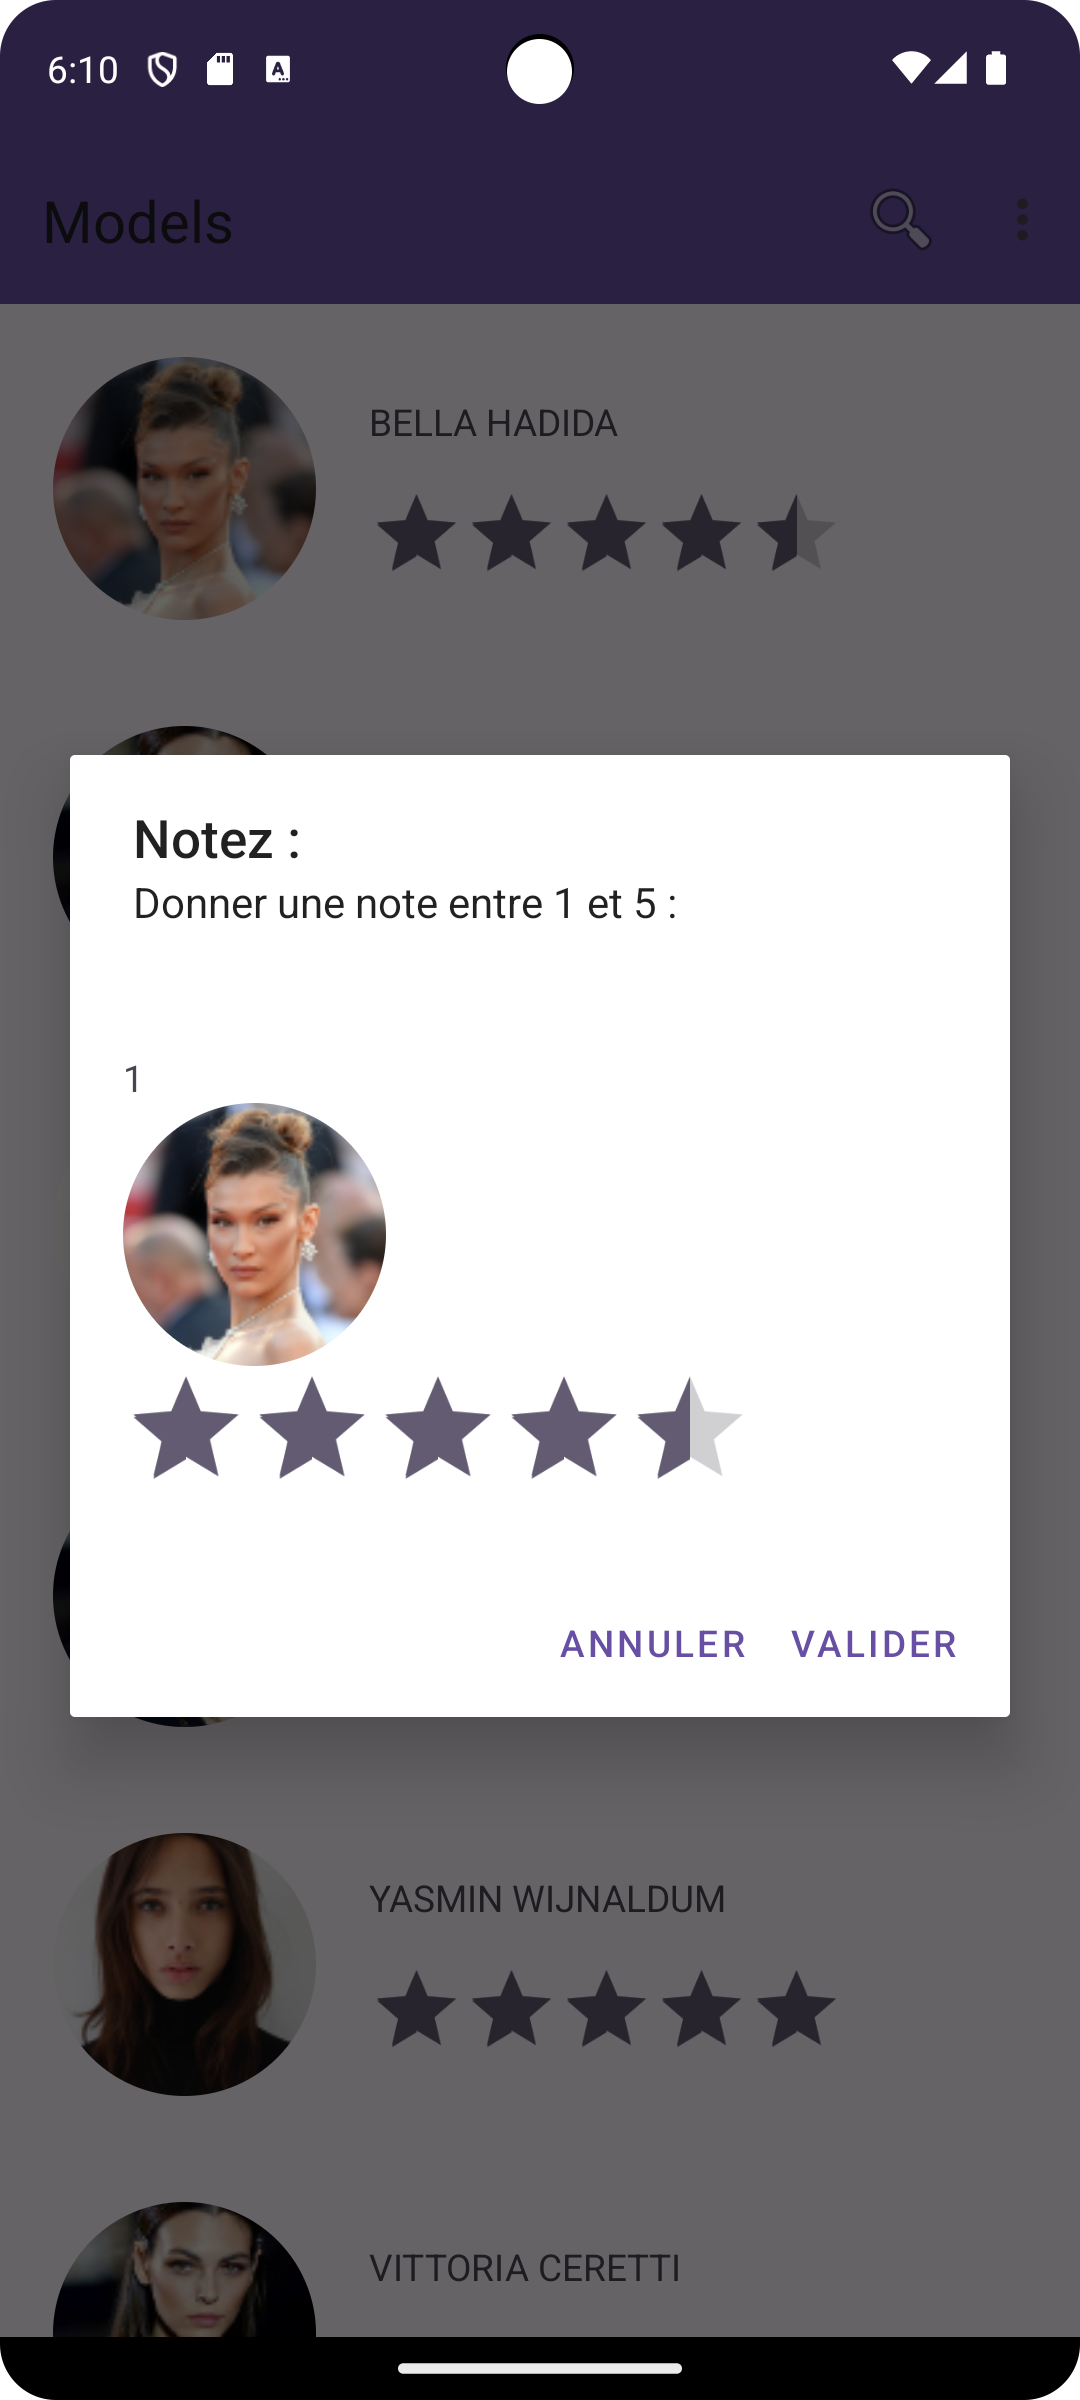 6:10
Models
BELLA HADIDA
Notez :
Donner une note entre 1 et 5 :
1
ANNULER VALIDER
YASMIN WIJNALDUM
VITTORIA CERETTI